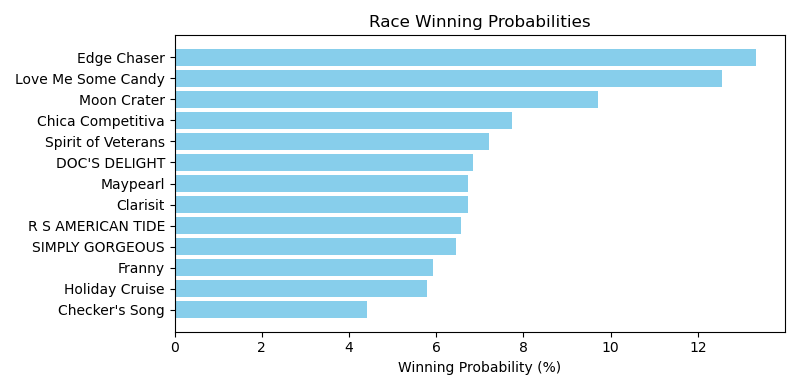 Race Winning Probabilities
Edge Chaser
Love Me Some Candy
Moon Crater
Chica Competitiva
Spirit of Veterans
DOC'S DELIGHT
Maypearl
Clarisit
R S AMERICAN TIDE
SIMPLY GORGEOUS
Franny
Holiday Cruise
Checker's Song
0 2 4 6 8 10 12
Winning Probability (%)